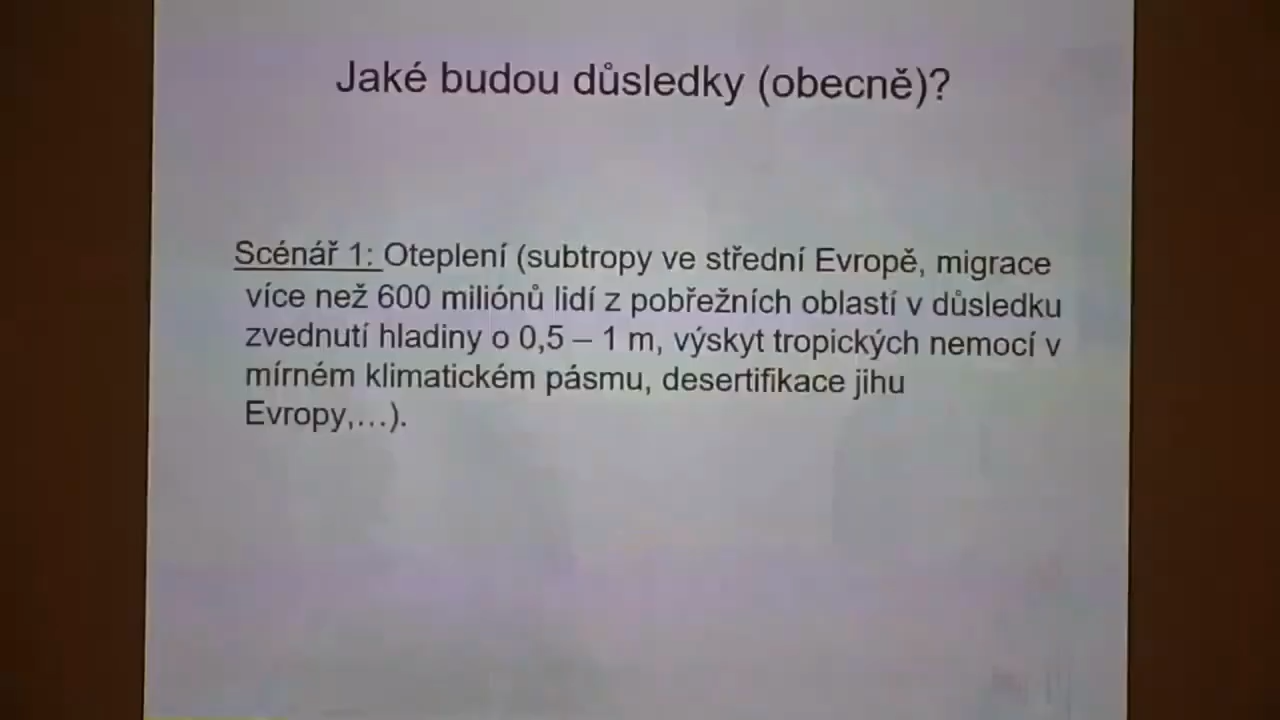 Jaké budou důsledky (obecně)?
Scénář 1: Oteplení (subtropy ve střední Evropě, migrace
více než 600 miliónů lidí z pobřežních oblastí v důsledku
zvednutí hladiny o 0,5 – 1 m, výskyt tropických nemocí v
mírném klimatickém pásmu, desertifikace jihu
Evropy,…).